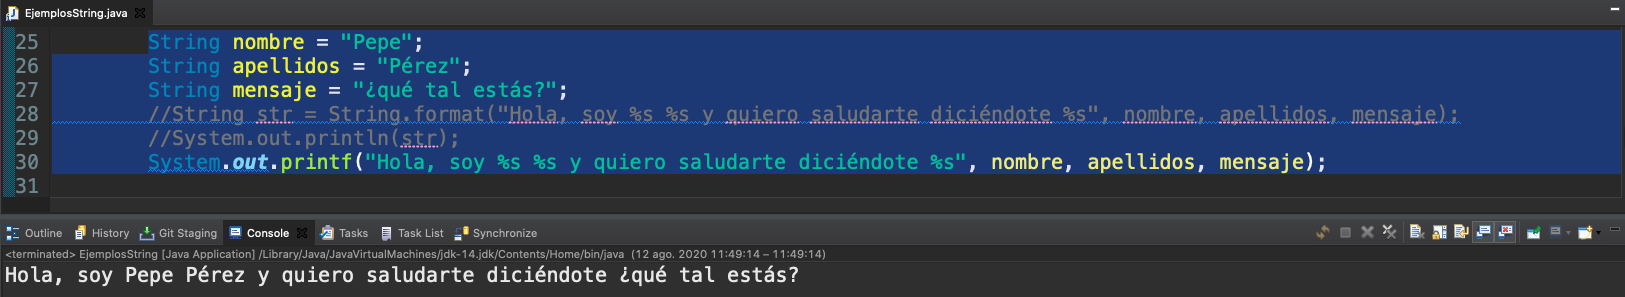 EjemplosString.java
25 String nombre = "Pepe";
26 String apellidos = "Pérez";
27 String mensaje = "¿qué tal estás?";
28 //String str = String.format("Hola, soy %s %s y quiero saludarte diciéndote %s", nombre, apellidos, mensaje);
29 //System.out.println(str);
30 System.out.printf("Hola, soy %s %s y quiero saludarte diciéndote %s", nombre, apellidos, mensaje);
31
Outline History Git Staging Console Tasks Task List Synchronize
<terminated> EjemplosString [Java Application] /Library/Java/JavaVirtualMachines/jdk-14.jdk/Contents/Home/bin/java (12 ago. 2020 11:49:14 – 11:49:14)
Hola, soy Pepe Pérez y quiero saludarte diciéndote ¿qué tal estás?